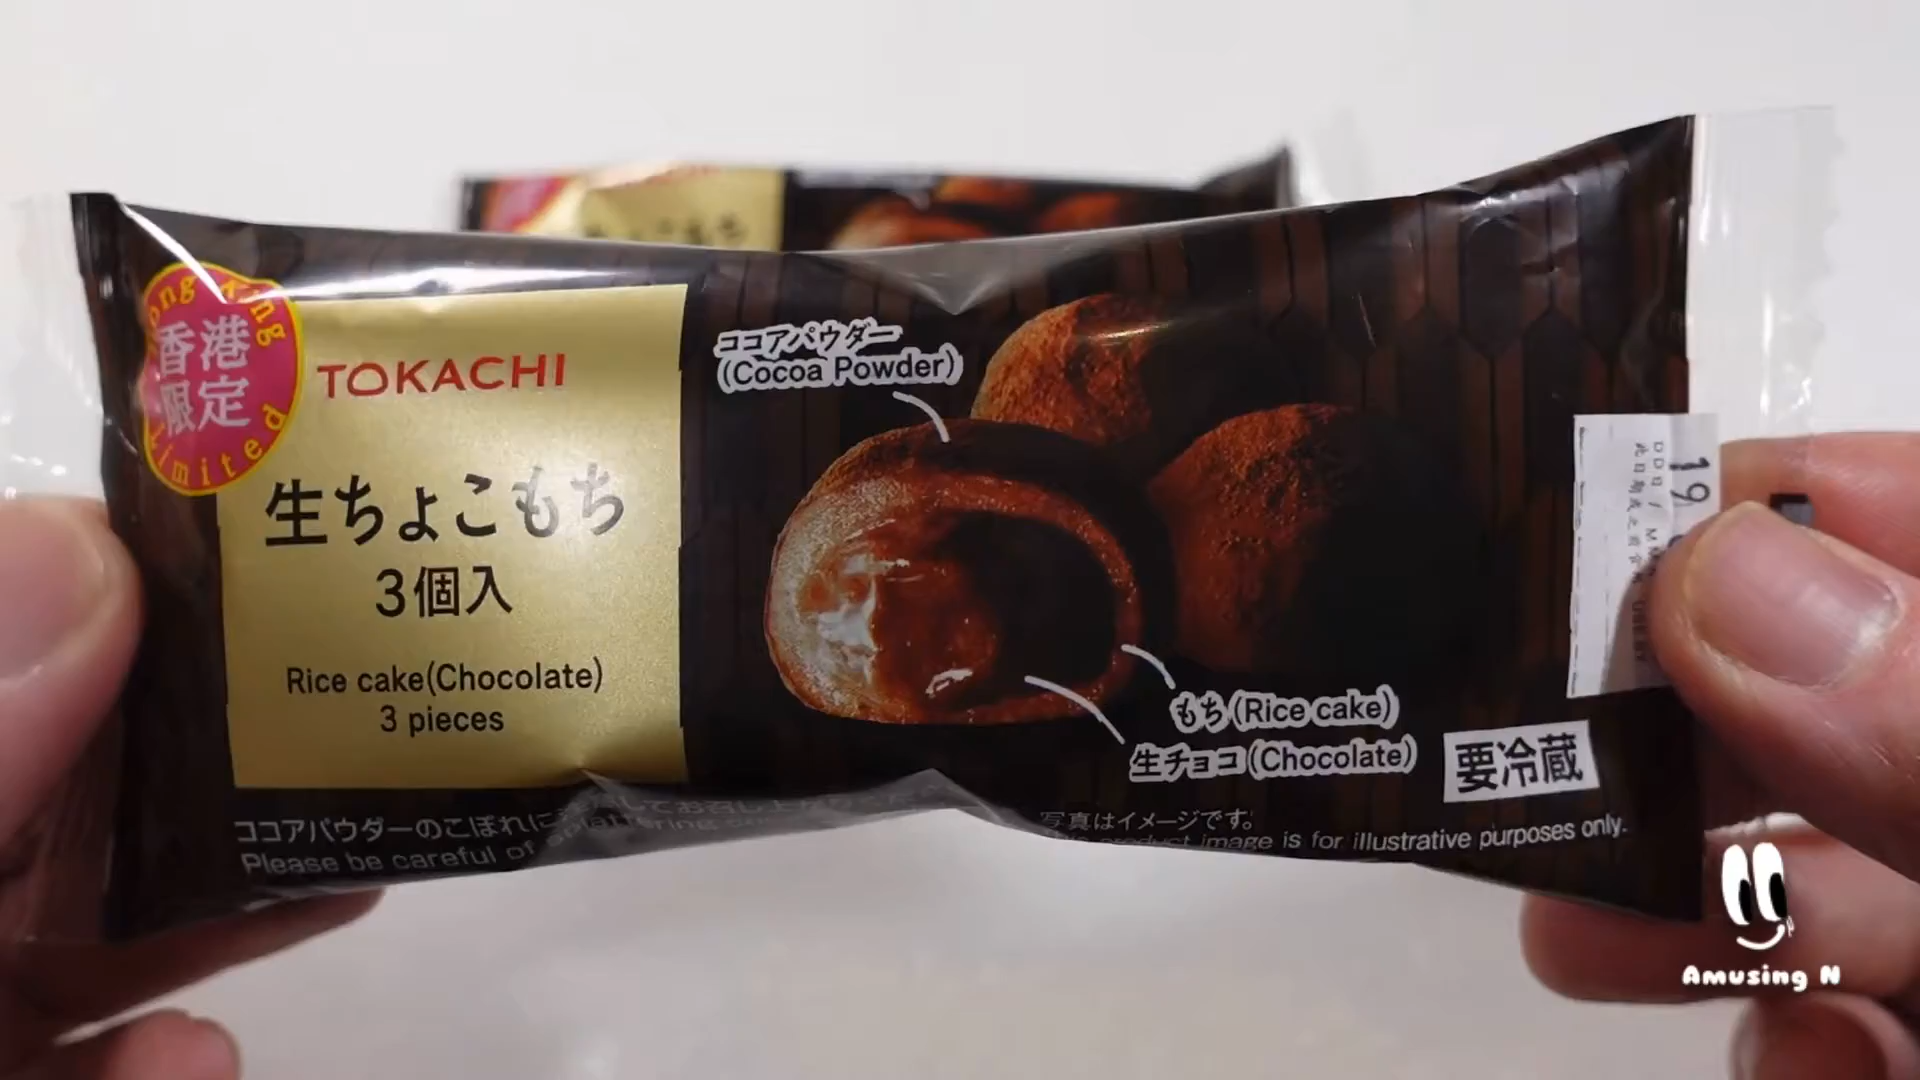 香港
限定
Limited
TOKACHI
生ちょこもち
3個入
Rice cake(Chocolate)
3 pieces
ココアパウダー
(Cocoa Powder)
もち(Rice cake)
生チョコ(Chocolate)
要冷蔵
ココアパウダーのこぼれに
Please be careful of
写真はイメージです。
product image is for illustrative purposes only.
19
Amusing N